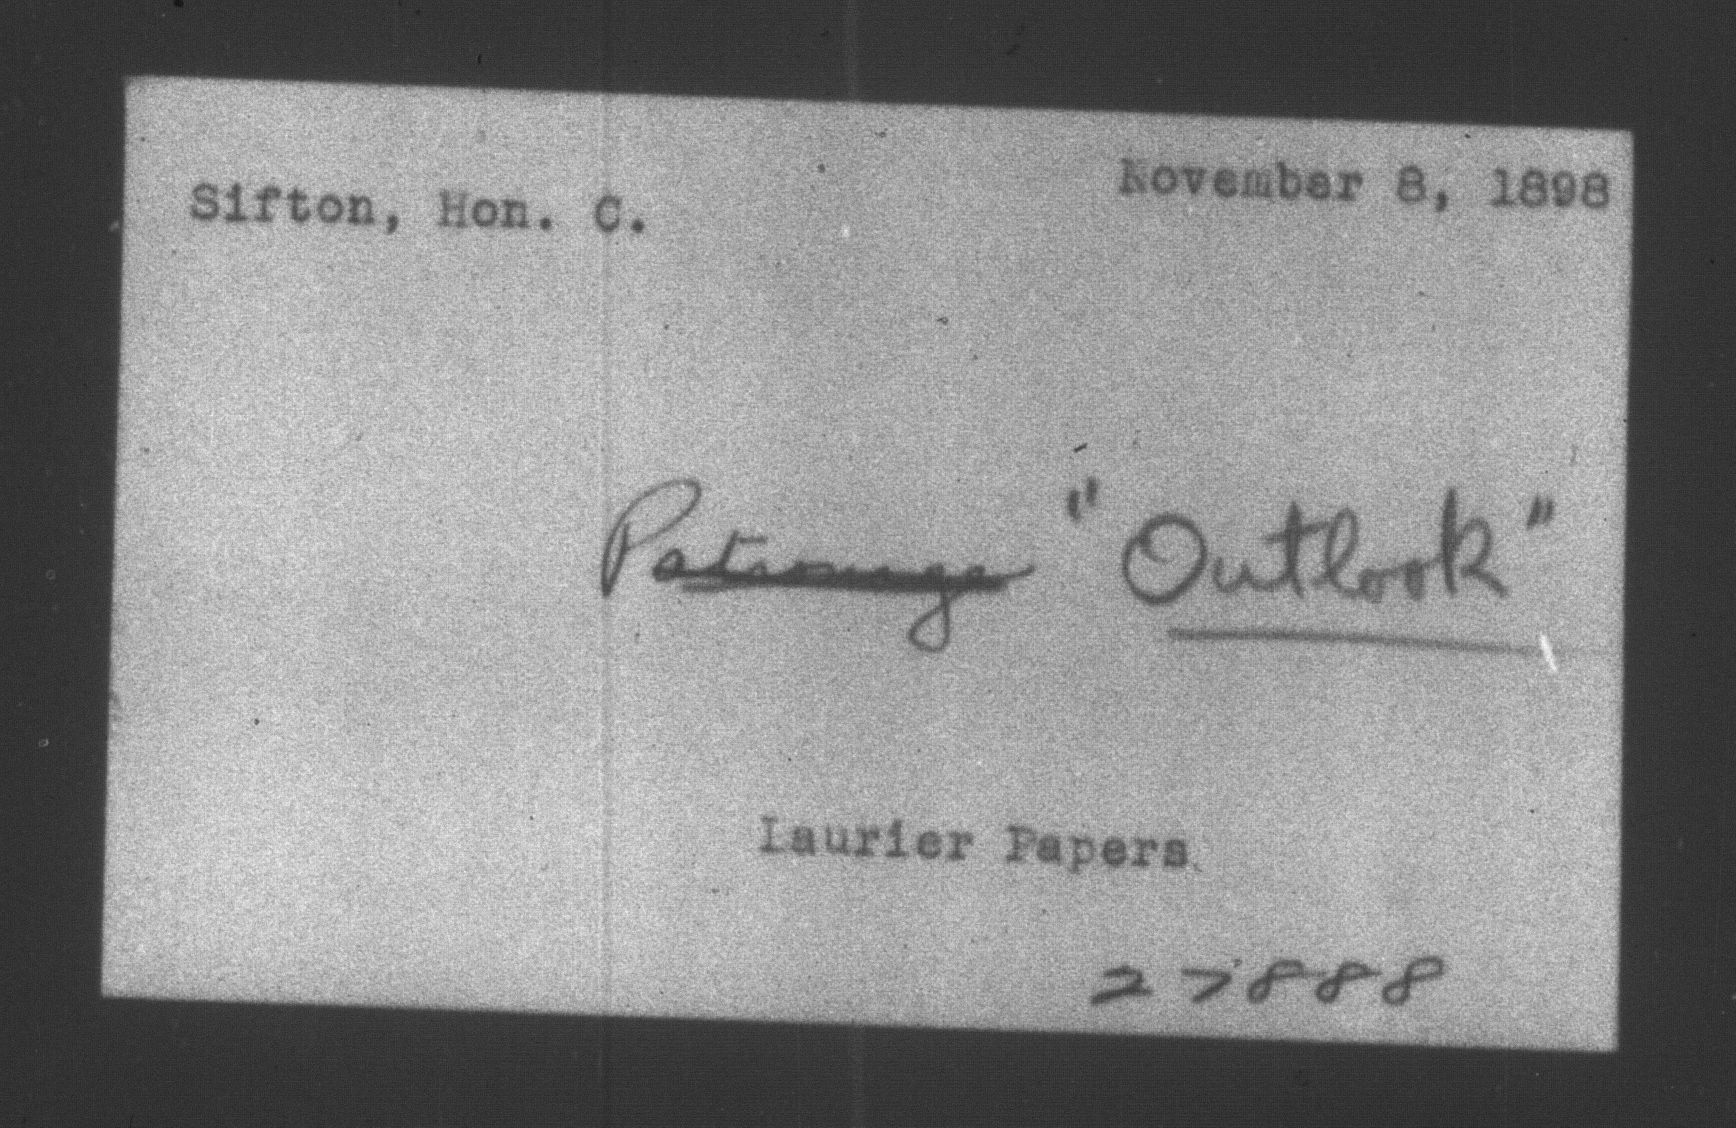 Sifton, Hon. C. November 8, 1898
Patronage "Outlook"
Laurier Papers
27888